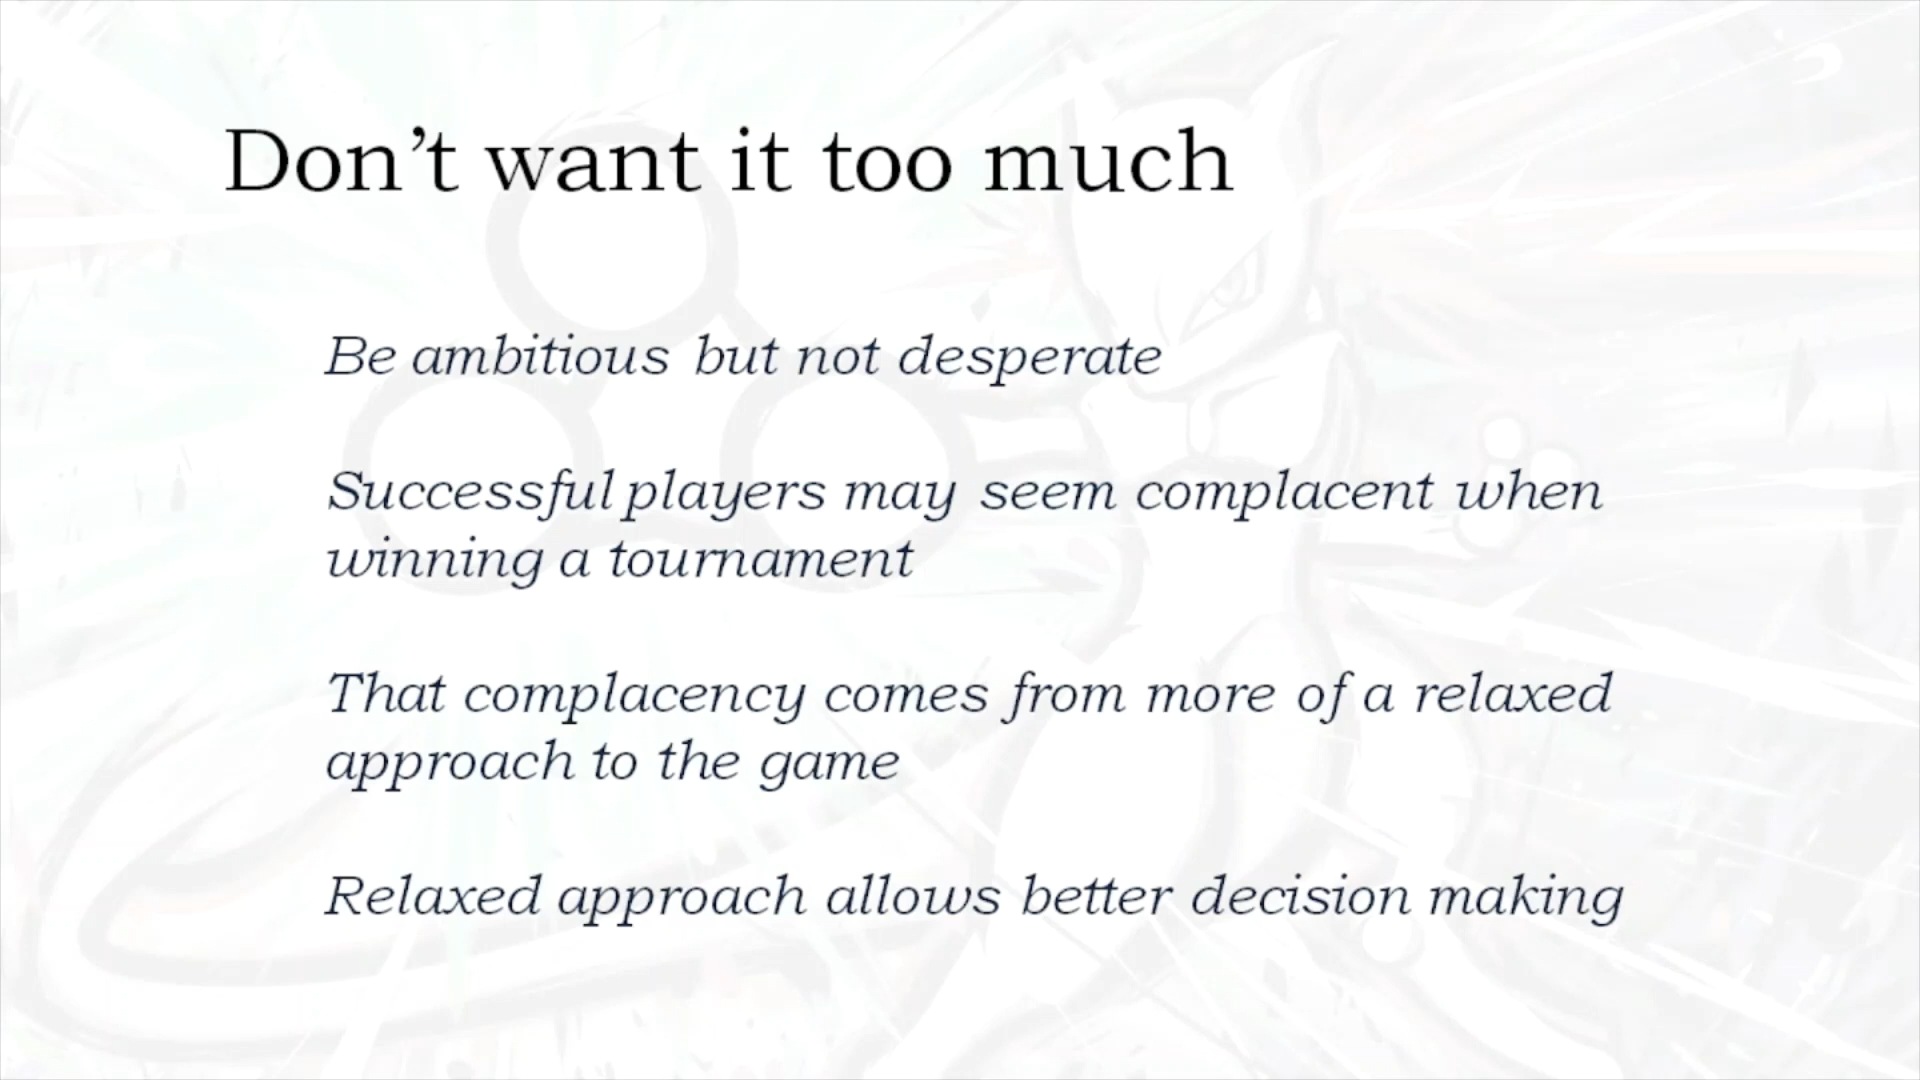 Don’t want it too much
Be ambitious but not desperate
Successful players may seem complacent when
winning a tournament
That complacency comes from more of a relaxed
approach to the game
Relaxed approach allows better decision making